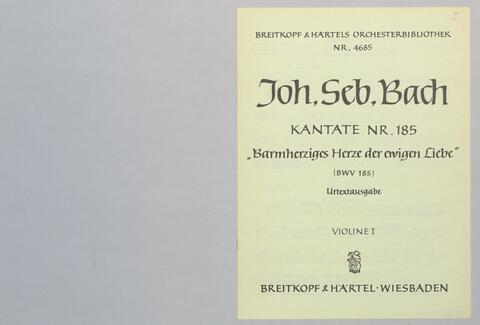 3
BREITKOPF & HÄRTELS ORCHESTERBIBLIOTHEK
NR. 4685
Joh. Seb. Bach
KANTATE NR. 185
„Barmherziges Herze der ewigen Liebe“
(BWV 185)
Urtextausgabe
VIOLINE I
BREITKOPF & HÄRTEL · WIESBADEN